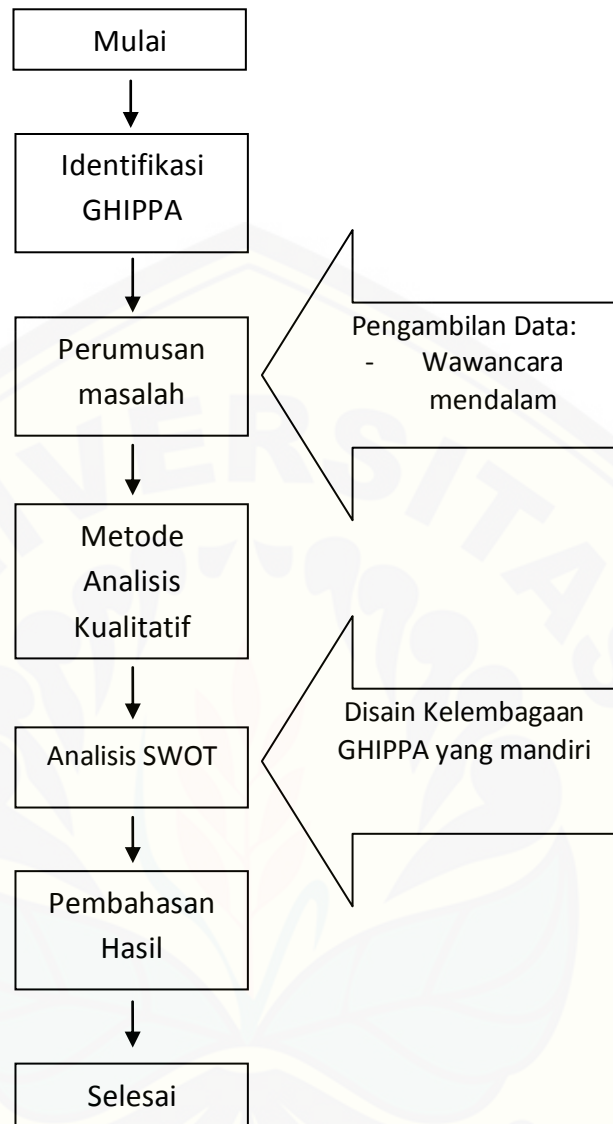 Mulai
Identifikasi
GHIPPA
Perumusan
masalah
Pengambilan Data:
- Wawancara
mendalam
Metode
Analisis
Kualitatif
Analisis SWOT
Disain Kelembagaan
GHIPPA yang mandiri
Pembahasan
Hasil
Selesai
UNIVERSITAS